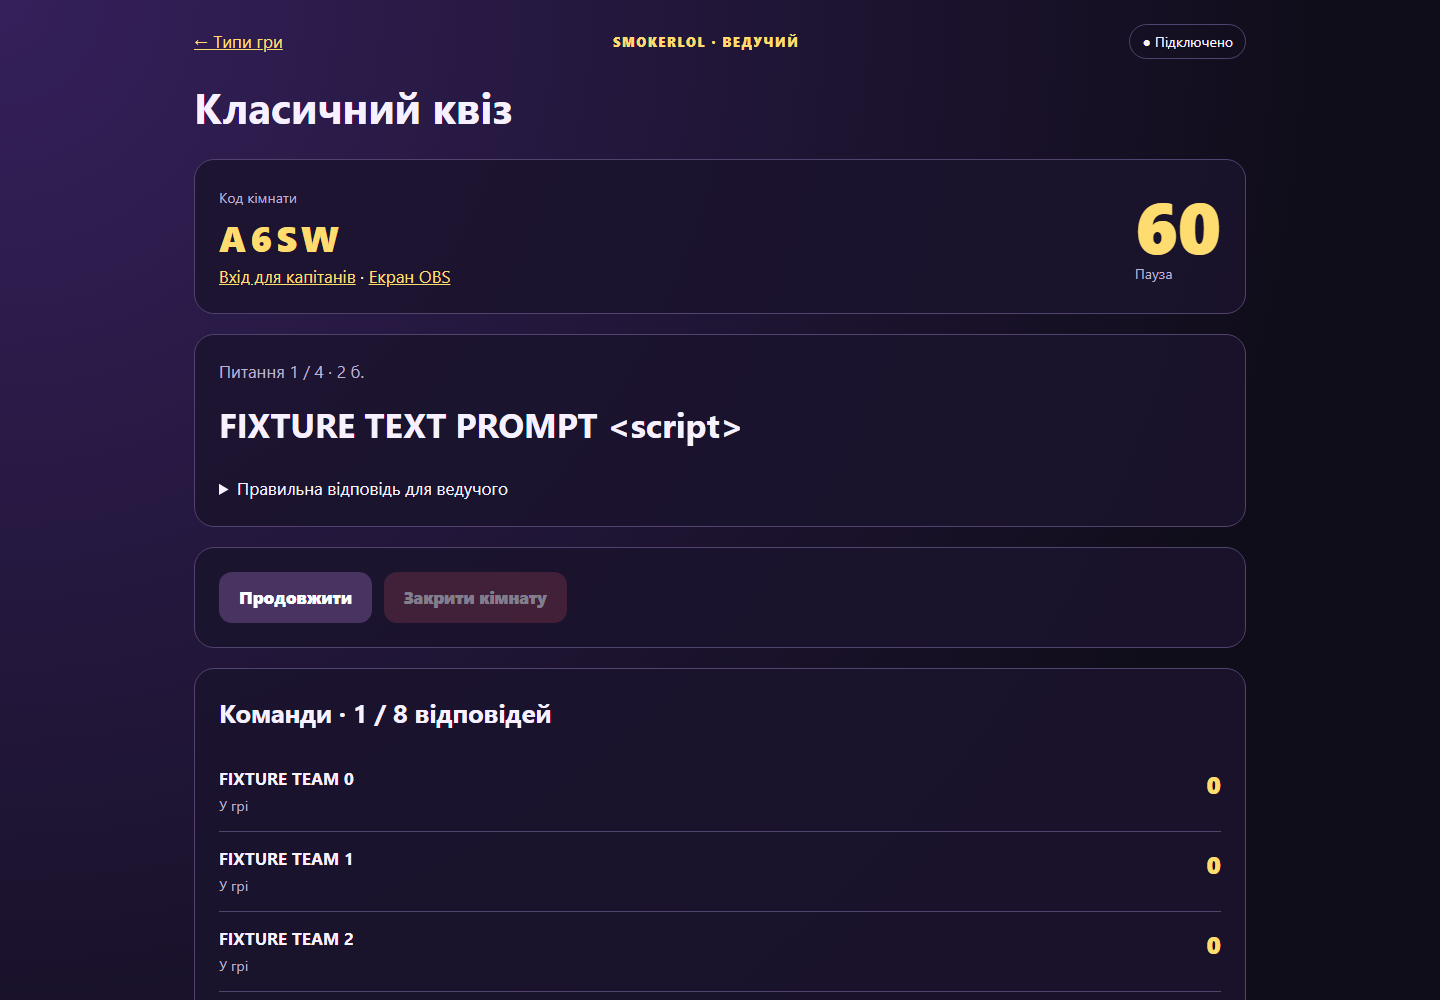 ← Типи гри
SMOKERLOL · ВЕДУЧИЙ
● Підключено
Класичний квіз
Код кімнати
A6SW
Вхід для капітанів · Екран OBS
60
Пауза
Питання 1 / 4 · 2 б.
FIXTURE TEXT PROMPT <script>
▶ Правильна відповідь для ведучого
Продовжити
Закрити кімнату
Команди · 1 / 8 відповідей
FIXTURE TEAM 0
У грі
0
FIXTURE TEAM 1
У грі
0
FIXTURE TEAM 2
У грі
0